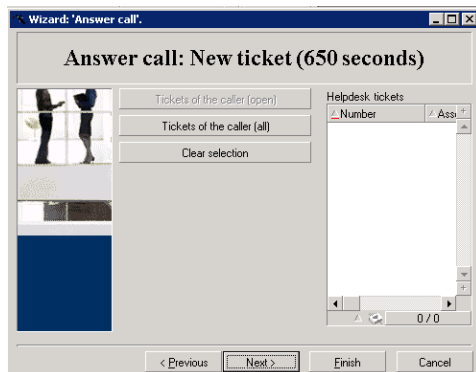 Wizard: 'Answer call'.
Answer call: New ticket (650 seconds)
Tickets of the caller (open)
Tickets of the caller (all)
Clear selection
Helpdesk tickets
Number Ass
0 / 0
< Previous Next > Finish Cancel